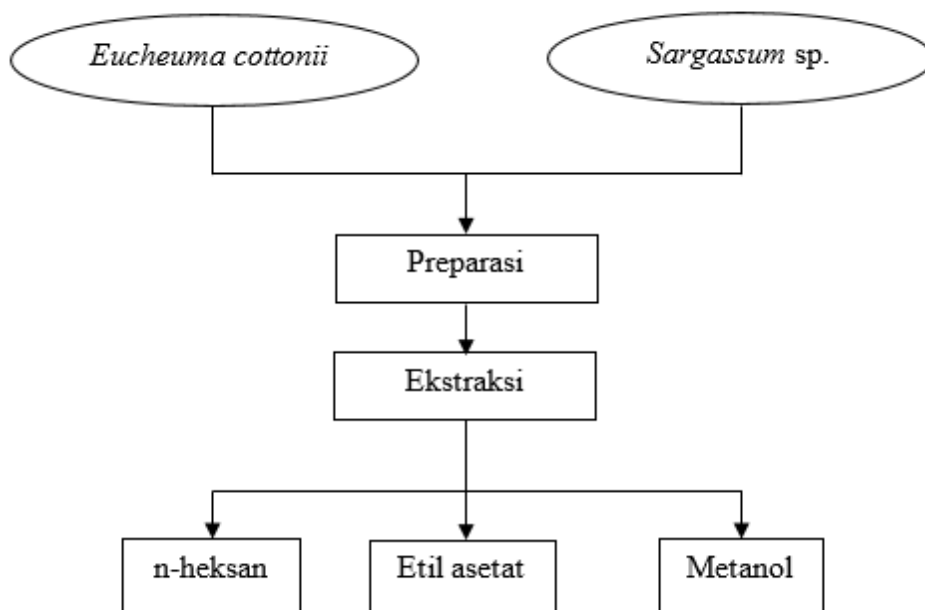 Eucheuma cottonii
Sargassum sp.
Preparasi
Ekstraksi
n-heksan
Etil asetat
Metanol